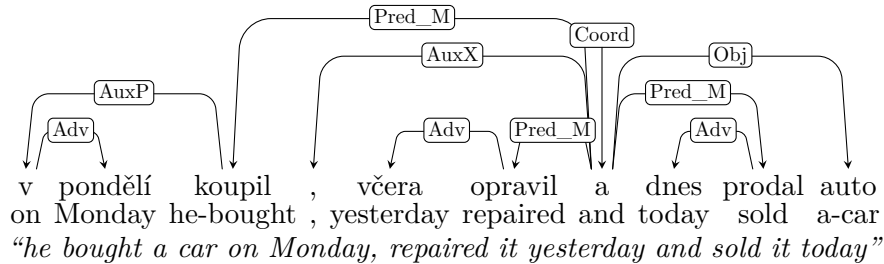 Pred_M
Coord
AuxX Obj
AuxP Pred_M
Adv Adv Pred_M Adv
v pondělí koupil , včera opravil a dnes prodal auto
on Monday he-bought , yesterday repaired and today sold a-car
“he bought a car on Monday, repaired it yesterday and sold it today”